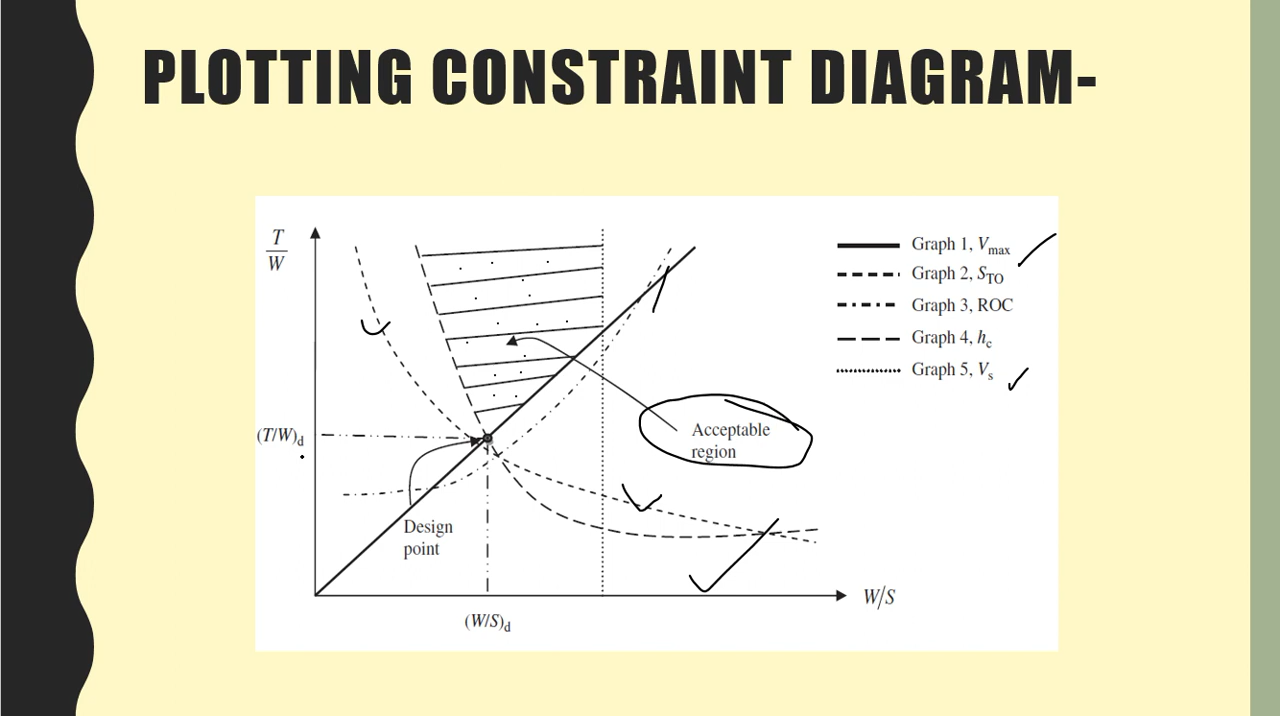 PLOTTING CONSTRAINT DIAGRAM-
T
W
Graph 1, Vmax
Graph 2, STO
Graph 3, ROC
Graph 4, hc
Graph 5, Vs
Acceptable
region
(T/W)d
Design
point
W/S
(W/S)d